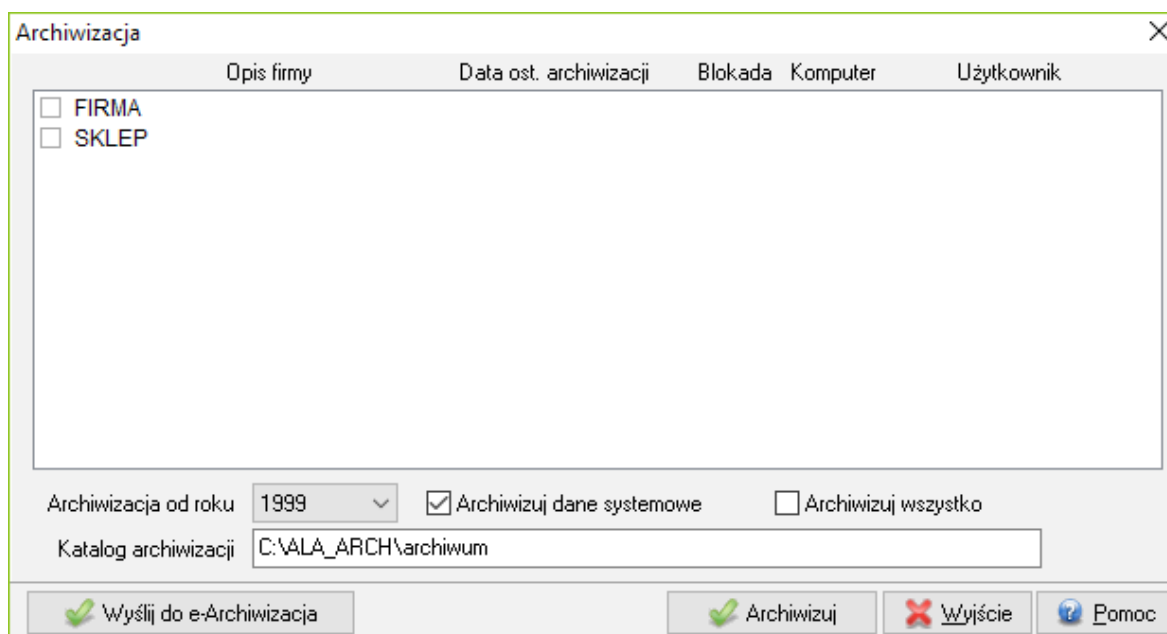 Archiwizacja
Opis firmy Data ost. archiwizacji Blokada Komputer Użytkownik
FIRMA
SKLEP
Archiwizacja od roku 1999 Archiwizuj dane systemowe Archiwizuj wszystko
Katalog archiwizacji C:\ALA_ARCH\archiwum
Wyślij do e-Archiwizacja Archiwizuj Wyjście Pomoc